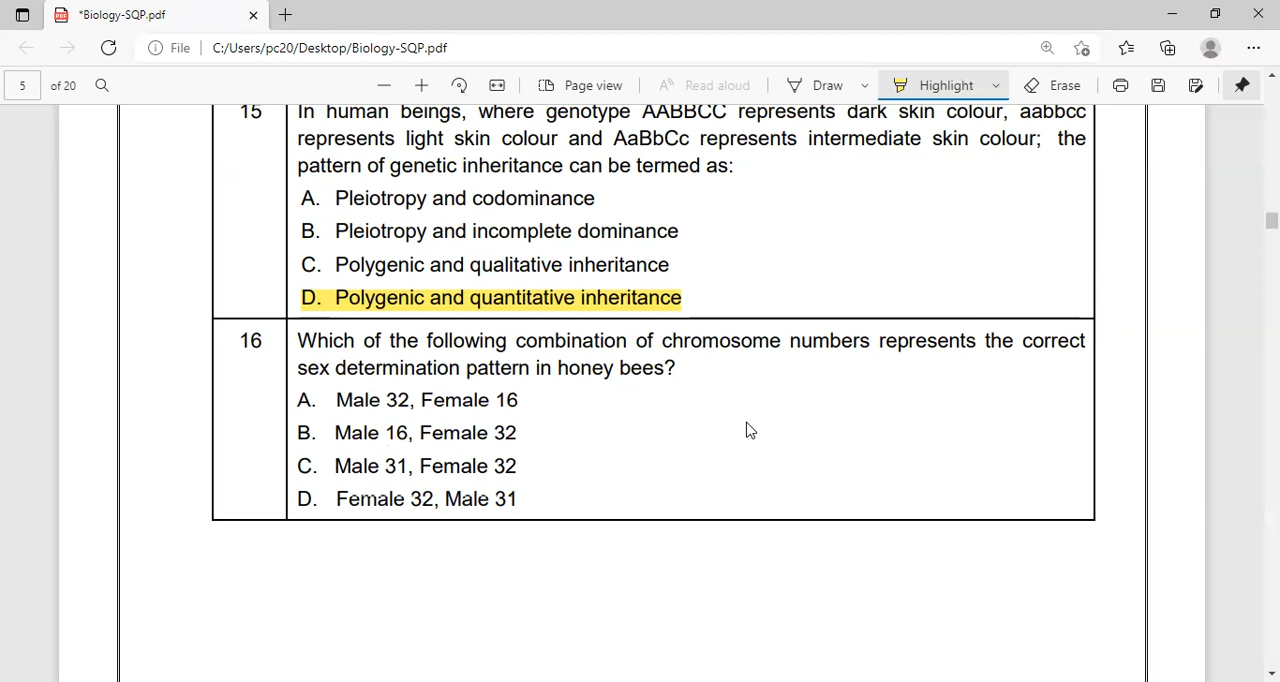 *Biology-SQP.pdf
File C:/Users/pc20/Desktop/Biology-SQP.pdf
5 of 20 Page view Read aloud Draw Highlight Erase
15 In human beings, where genotype AABBCC represents dark skin colour, aabbcc
represents light skin colour and AaBbCc represents intermediate skin colour; the
pattern of genetic inheritance can be termed as:
A. Pleiotropy and codominance
B. Pleiotropy and incomplete dominance
C. Polygenic and qualitative inheritance
D. Polygenic and quantitative inheritance
16 Which of the following combination of chromosome numbers represents the correct
sex determination pattern in honey bees?
A. Male 32, Female 16
B. Male 16, Female 32
C. Male 31, Female 32
D. Female 32, Male 31